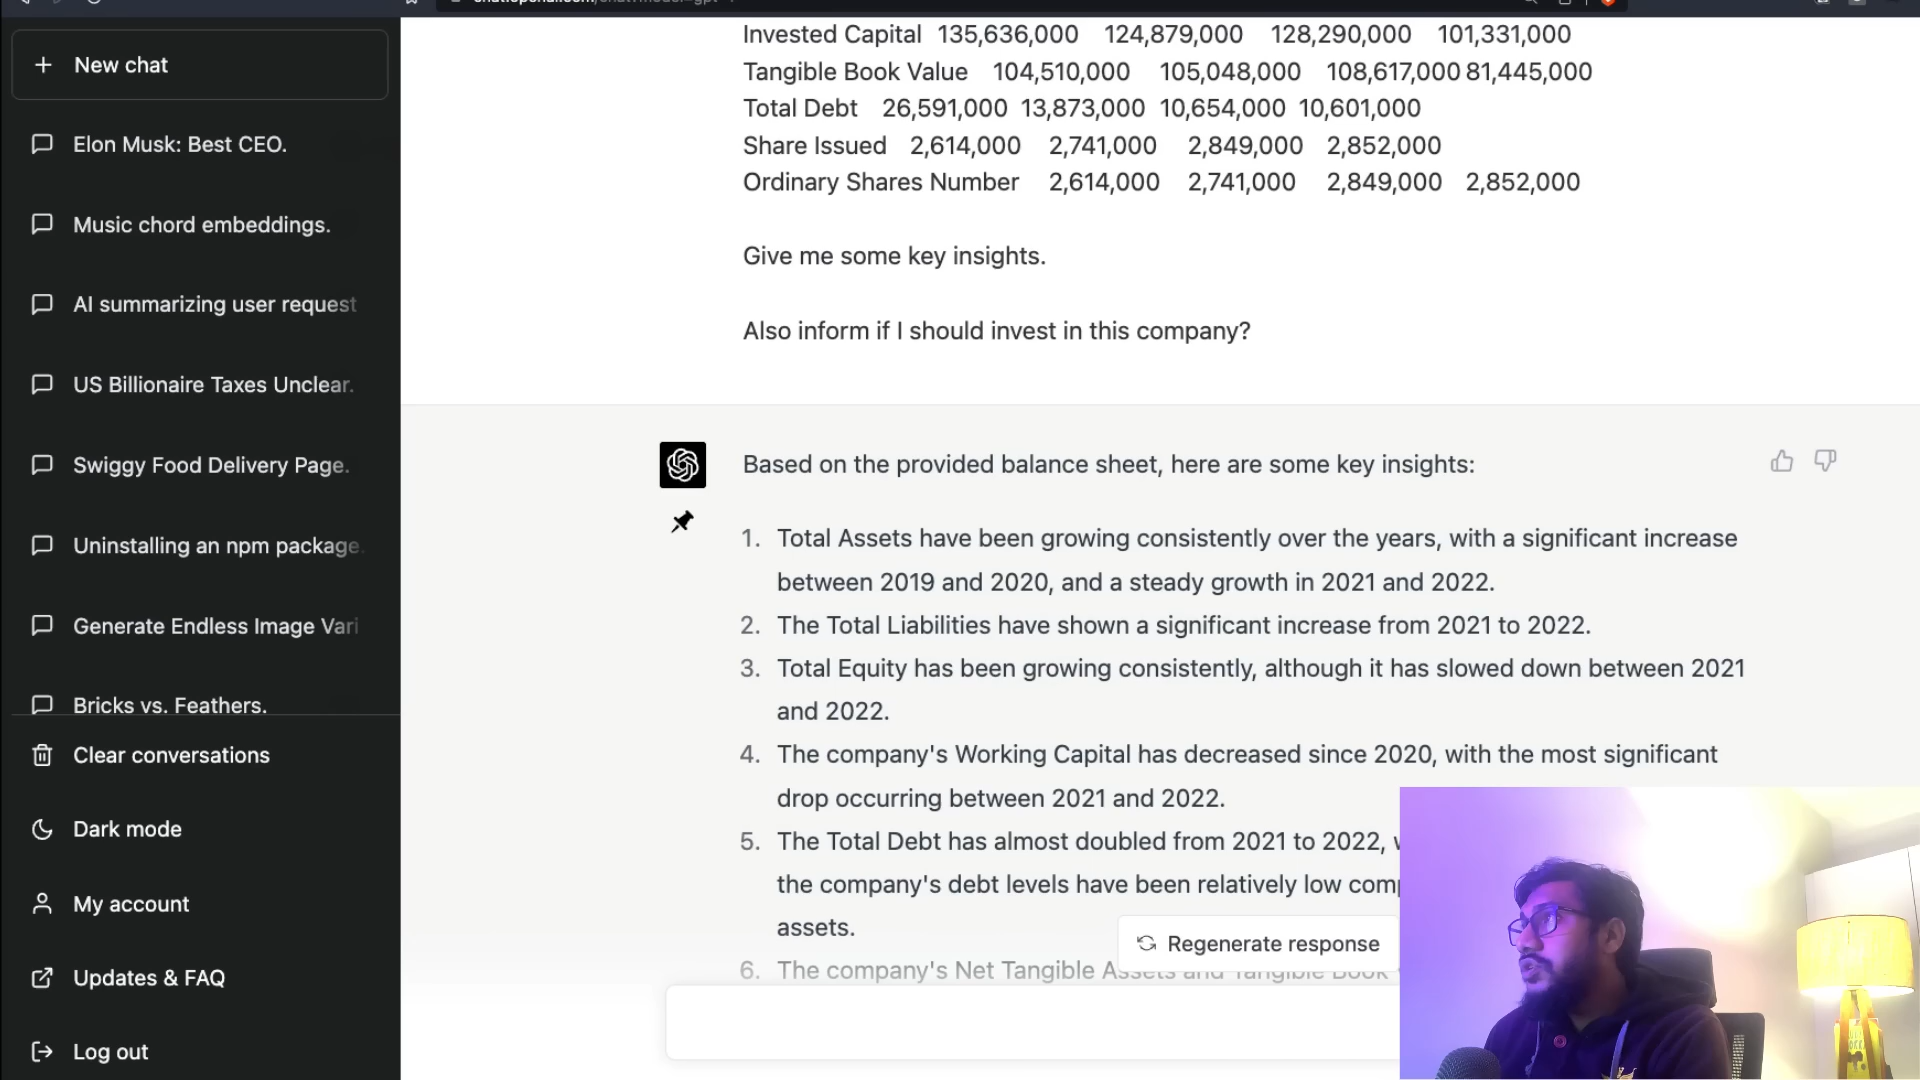 New chat
Elon Musk: Best CEO.
Music chord embeddings.
AI summarizing user request
US Billionaire Taxes Unclear.
Swiggy Food Delivery Page.
Uninstalling an npm package.
Generate Endless Image Vari
Bricks vs. Feathers.
Clear conversations
Dark mode
My account
Updates & FAQ
Log out
Invested Capital 135,636,000 124,879,000 128,290,000 101,331,000
Tangible Book Value 104,510,000 105,048,000 108,617,000 81,445,000
Total Debt 26,591,000 13,873,000 10,654,000 10,601,000
Share Issued 2,614,000 2,741,000 2,849,000 2,852,000
Ordinary Shares Number 2,614,000 2,741,000 2,849,000 2,852,000
Give me some key insights.
Also inform if I should invest in this company?
Based on the provided balance sheet, here are some key insights:
1. Total Assets have been growing consistently over the years, with a significant increase
between 2019 and 2020, and a steady growth in 2021 and 2022.
2. The Total Liabilities have shown a significant increase from 2021 to 2022.
3. Total Equity has been growing consistently, although it has slowed down between 2021
and 2022.
4. The company's Working Capital has decreased since 2020, with the most significant
drop occurring between 2021 and 2022.
5. The Total Debt has almost doubled from 2021 to 2022,
the company's debt levels have been relatively low
assets.
6. The company's Net Tangible Assets and Tangible Book
Regenerate response